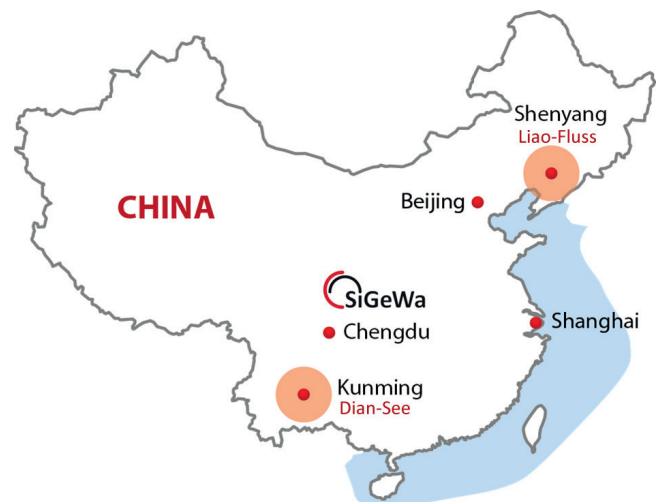 Shenyang
Liao-Fluss
Beijing
CHINA
SiGeWa
Chengdu
Shanghai
Kunming
Dian-See